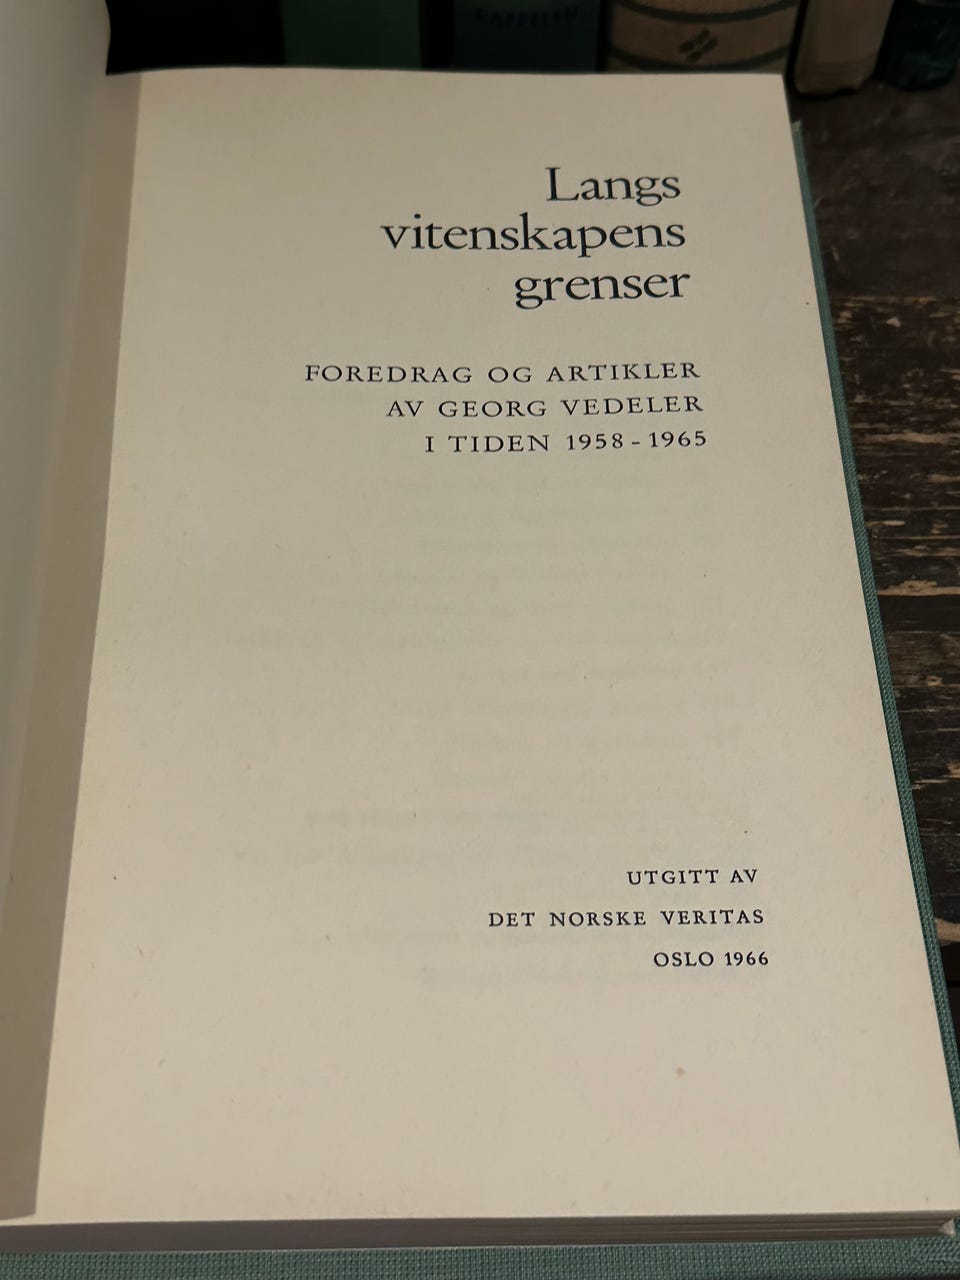 CAPPELEN
Langs
vitenskapens
grenser
FOREDRAG OG ARTIKLER
AV GEORG VEDELER
I TIDEN 1958-1965
UTGITT AV
DET NORSKE VERITAS
OSLO 1966